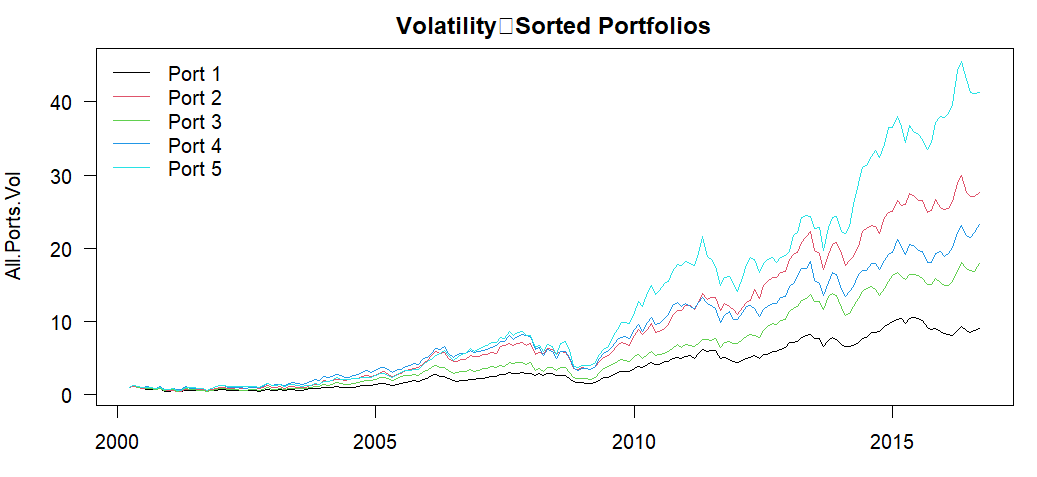 Volatility□Sorted Portfolios
Port 1
Port 2
Port 3
Port 4
Port 5
All.Ports.Vol
40
30
20
10
0
2000 2005 2010 2015